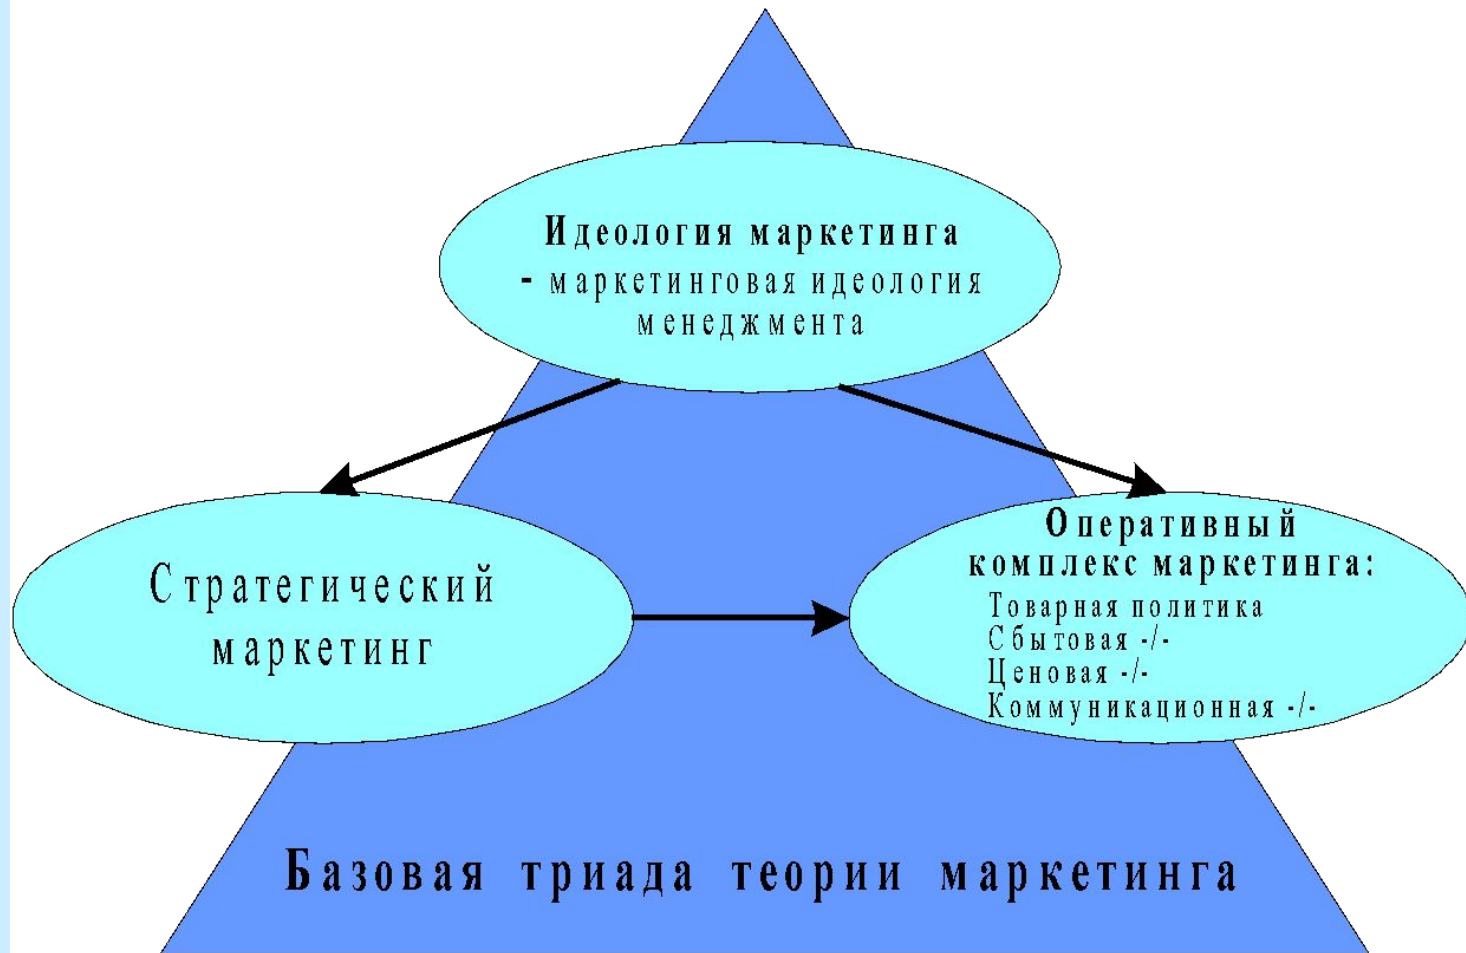 Идеология маркетинга
- маркетинговая идеология
менеджмента
Стратегический
маркетинг
Оперативный
комплекс маркетинга:
Товарная политика
Сбытовая -/-
Ценовая -/-
Коммуникационная -/-
Базовая триада теории маркетинга